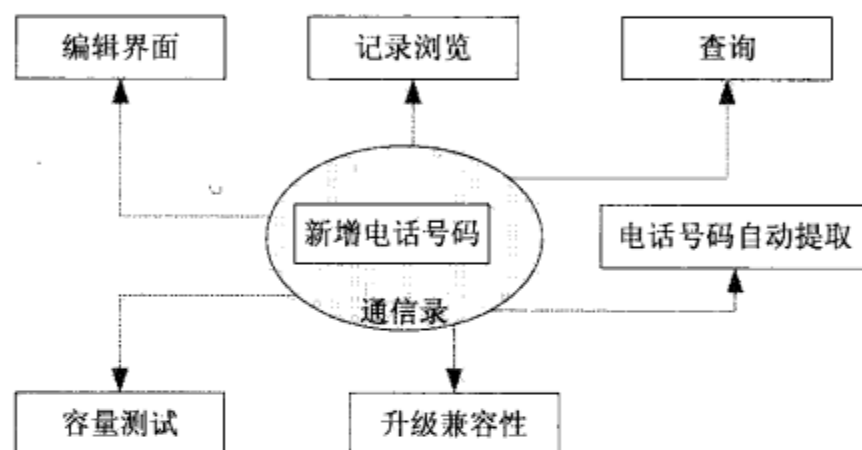 编辑界面
记录浏览
查询
新增电话号码
电话号码自动提取
通信录
容量测试
升级兼容性